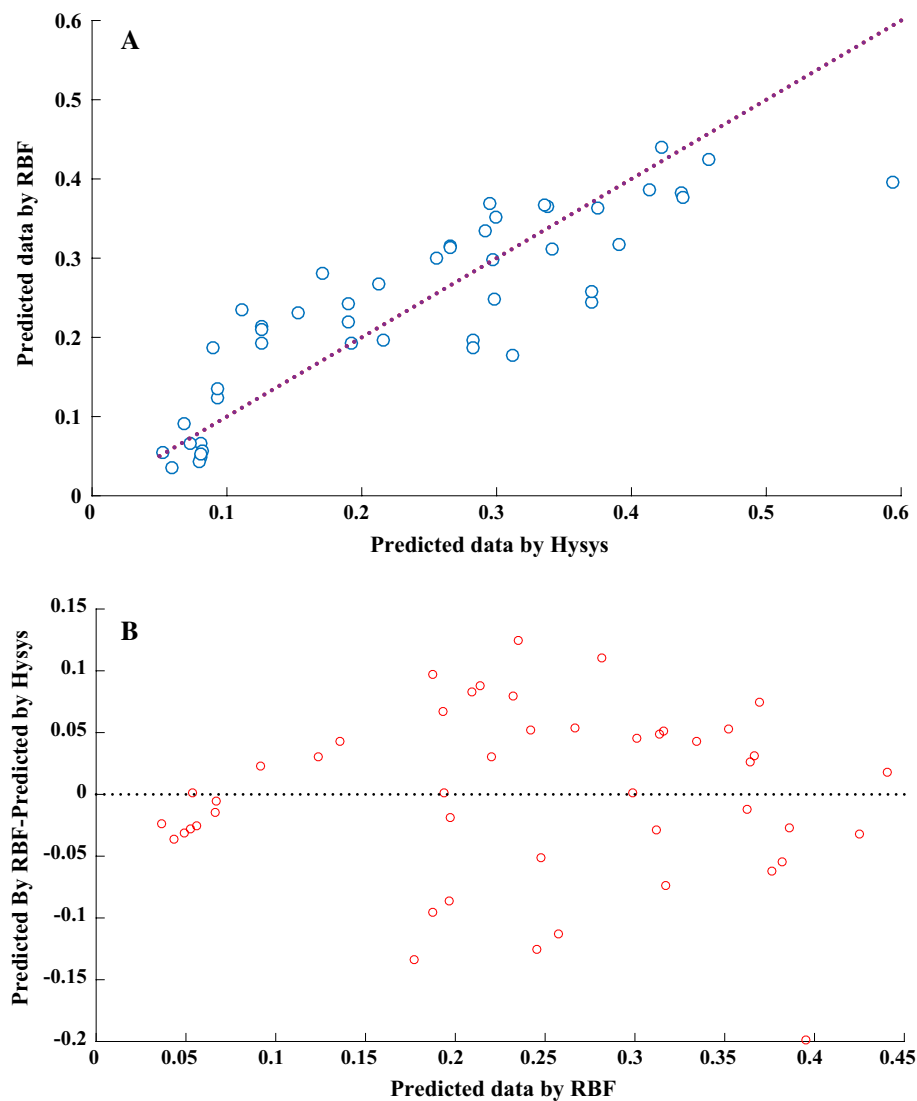 A
0.6
0.5
0.4
0.3
0.2
0.1
0
Predicted data by RBF
0 0.1 0.2 0.3 0.4 0.5 0.6
Predicted data by Hysys
B
0.15
0.1
0.05
0
-0.05
-0.1
-0.15
-0.2
Predicted By RBF-Predicted by Hysys
0 0.05 0.1 0.15 0.2 0.25 0.3 0.35 0.4 0.45
Predicted data by RBF